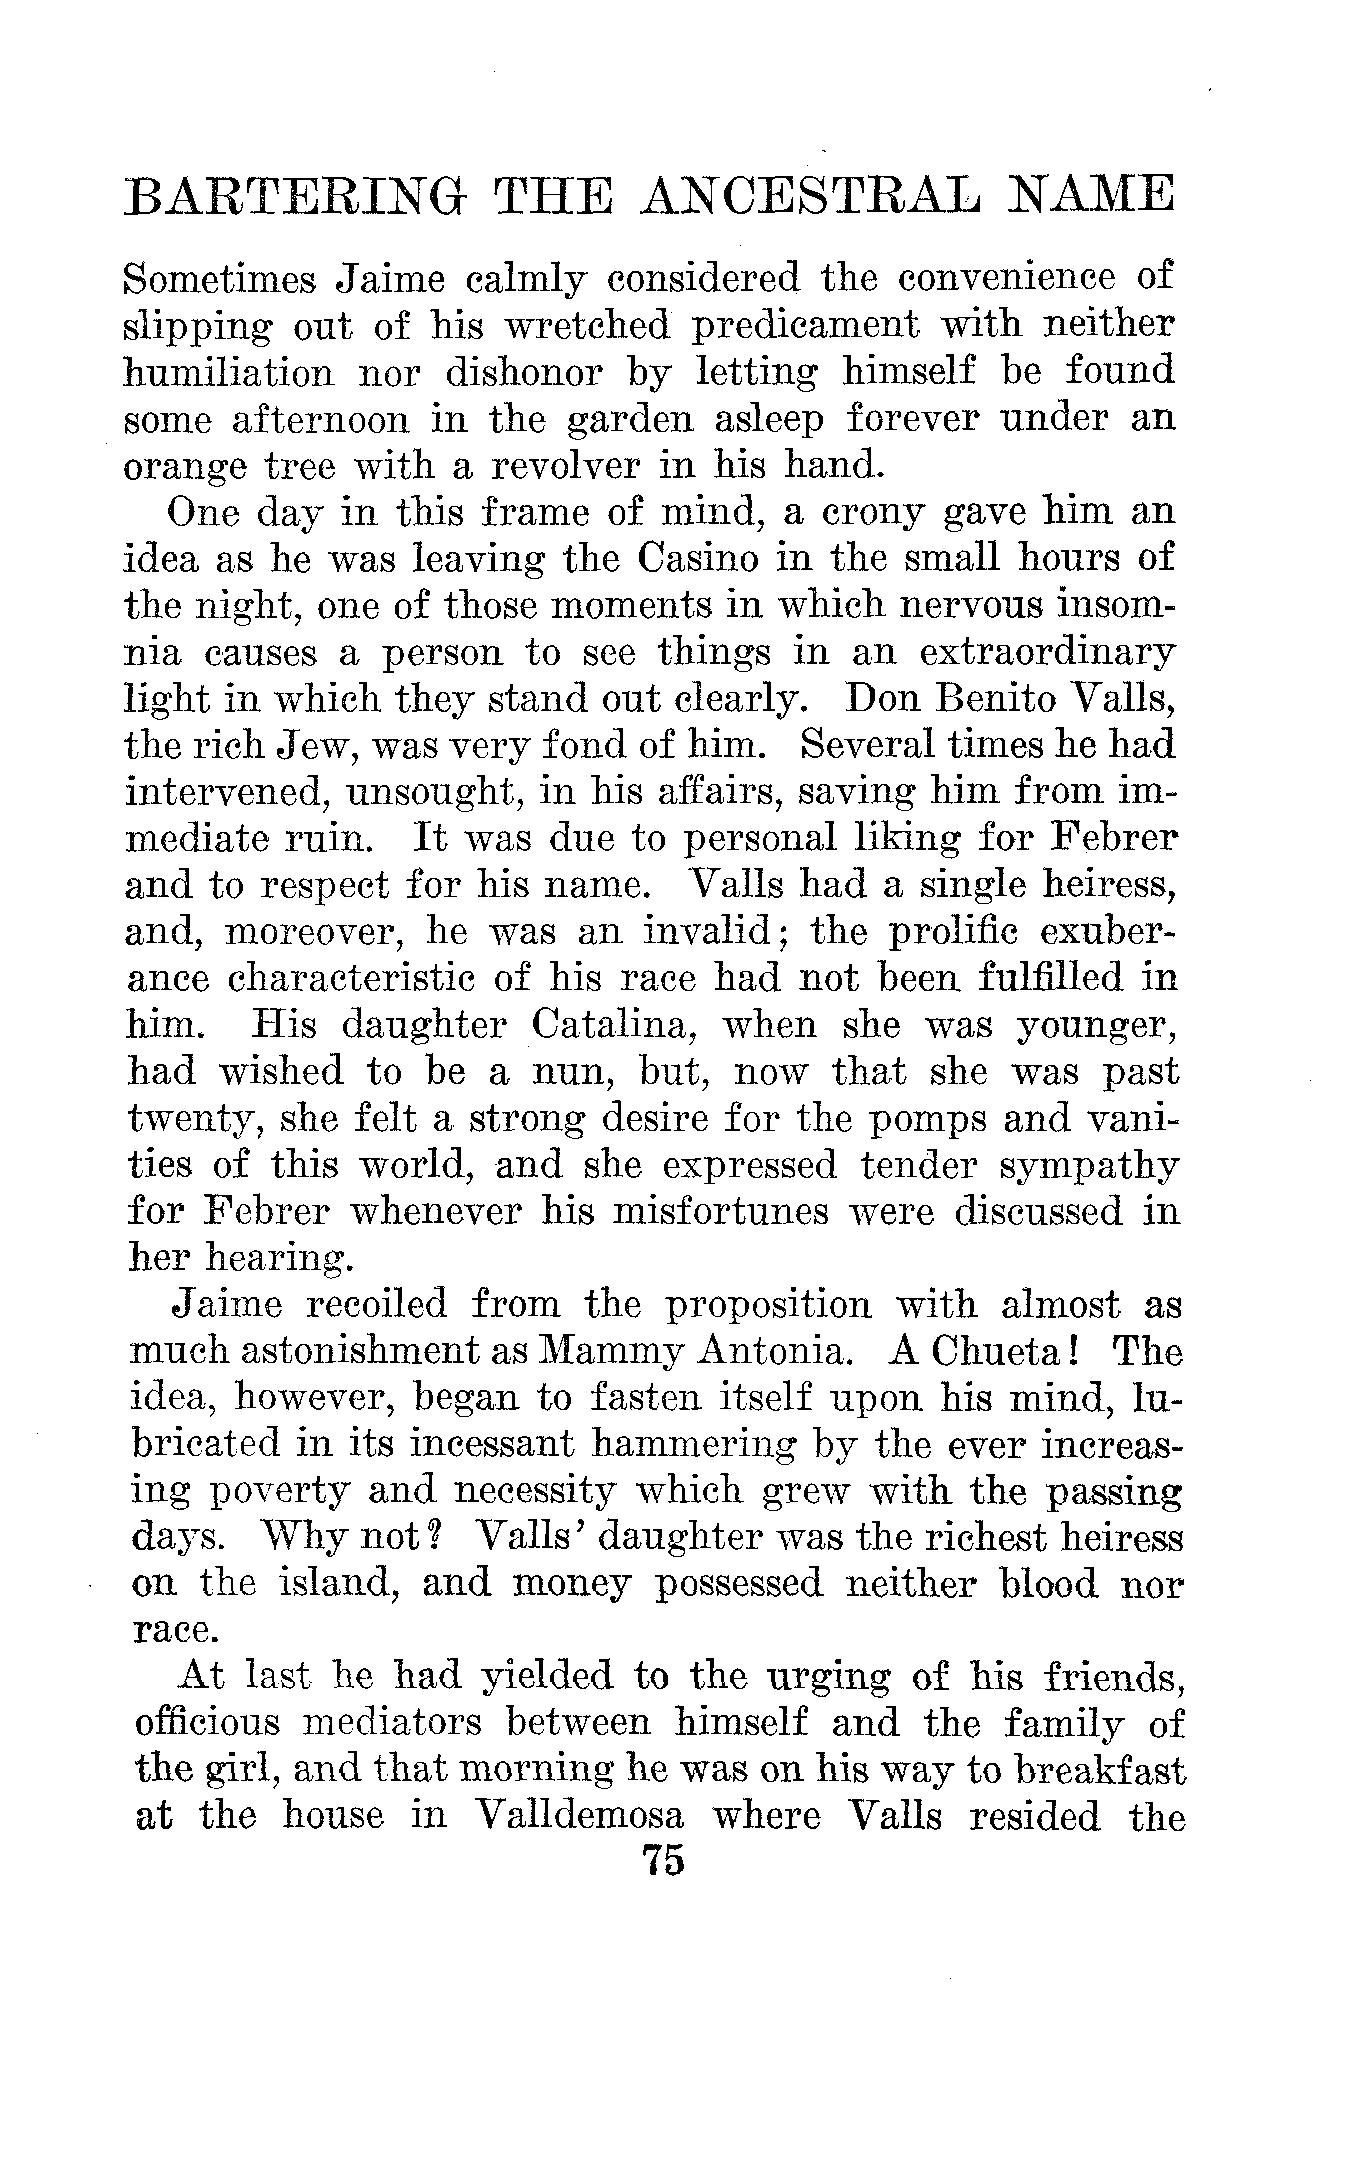 BARTERING THE ANCESTRAL NAME
Sometimes Jaime calmly considered the convenience of
slipping out of his wretched predicament with neither
humiliation nor dishonor by letting himself be found
some afternoon in the garden asleep forever under an
orange tree with a revolver in his hand.
One day in this frame of mind, a crony gave him an
idea as he was leaving the Casino in the small hours of
the night, one of those moments in which nervous insom-
nia causes a person to see things in an extraordinary
light in which they stand out clearly. Don Benito Valls,
the rich Jew, was very fond of him. Several times he had
intervened, unsought, in his affairs, saving him from im-
mediate ruin. It was due to personal liking for Febrer
and to respect for his name. Valls had a single heiress,
and, moreover, he was an invalid; the prolific exuber-
ance characteristic of his race had not been fulfilled in
him. His daughter Catalina, when she was younger,
had wished to be a nun, but, now that she was past
twenty, she felt a strong desire for the pomps and vani-
ties of this world, and she expressed tender sympathy
for Febrer whenever his misfortunes were discussed in
her hearing.
Jaime recoiled from the proposition with almost as
much astonishment as Mammy Antonia. A Chueta! The
idea, however, began to fasten itself upon his mind, lu-
bricated in its incessant hammering by the ever increas-
ing poverty and necessity which grew with the passing
days. Why not? Valls' daughter was the richest heiress
on the island, and money possessed neither blood nor
race.
At last he had yielded to the urging of his friends,
officious mediators between himself and the family of
the girl, and that morning he was on his way to breakfast
at the house in Valldemosa where Valls resided the
75